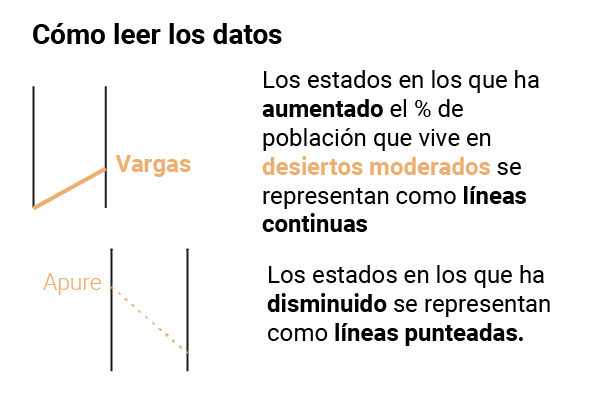 Cómo leer los datos
Los estados en los que ha
aumentado el % de
población que vive en
desiertos moderados se
representan como líneas
continuas
Vargas
Los estados en los que ha
disminuido se representan
como líneas punteadas.
Apure